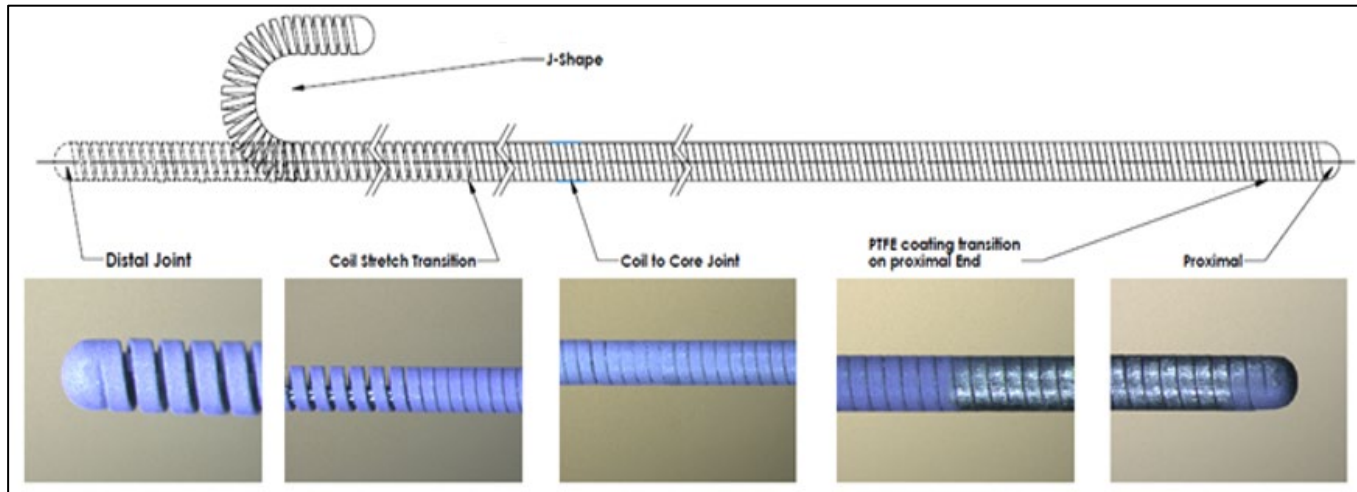 J-Shape
Distal Joint
Coil Stretch Transition
Coil to Core Joint
PTFE coating transition
on proximal End
Proximal